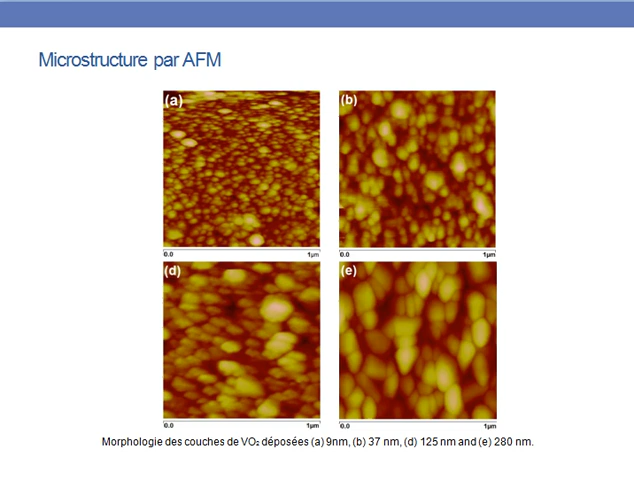 Microstructure par AFM
(a)
(b)
0.0 1µm
0.0 1µm
(d)
(e)
0.0 1µm
0.0 1µm
Morphologie des couches de VO₂ déposées (a) 9nm, (b) 37 nm, (d) 125 nm and (e) 280 nm.